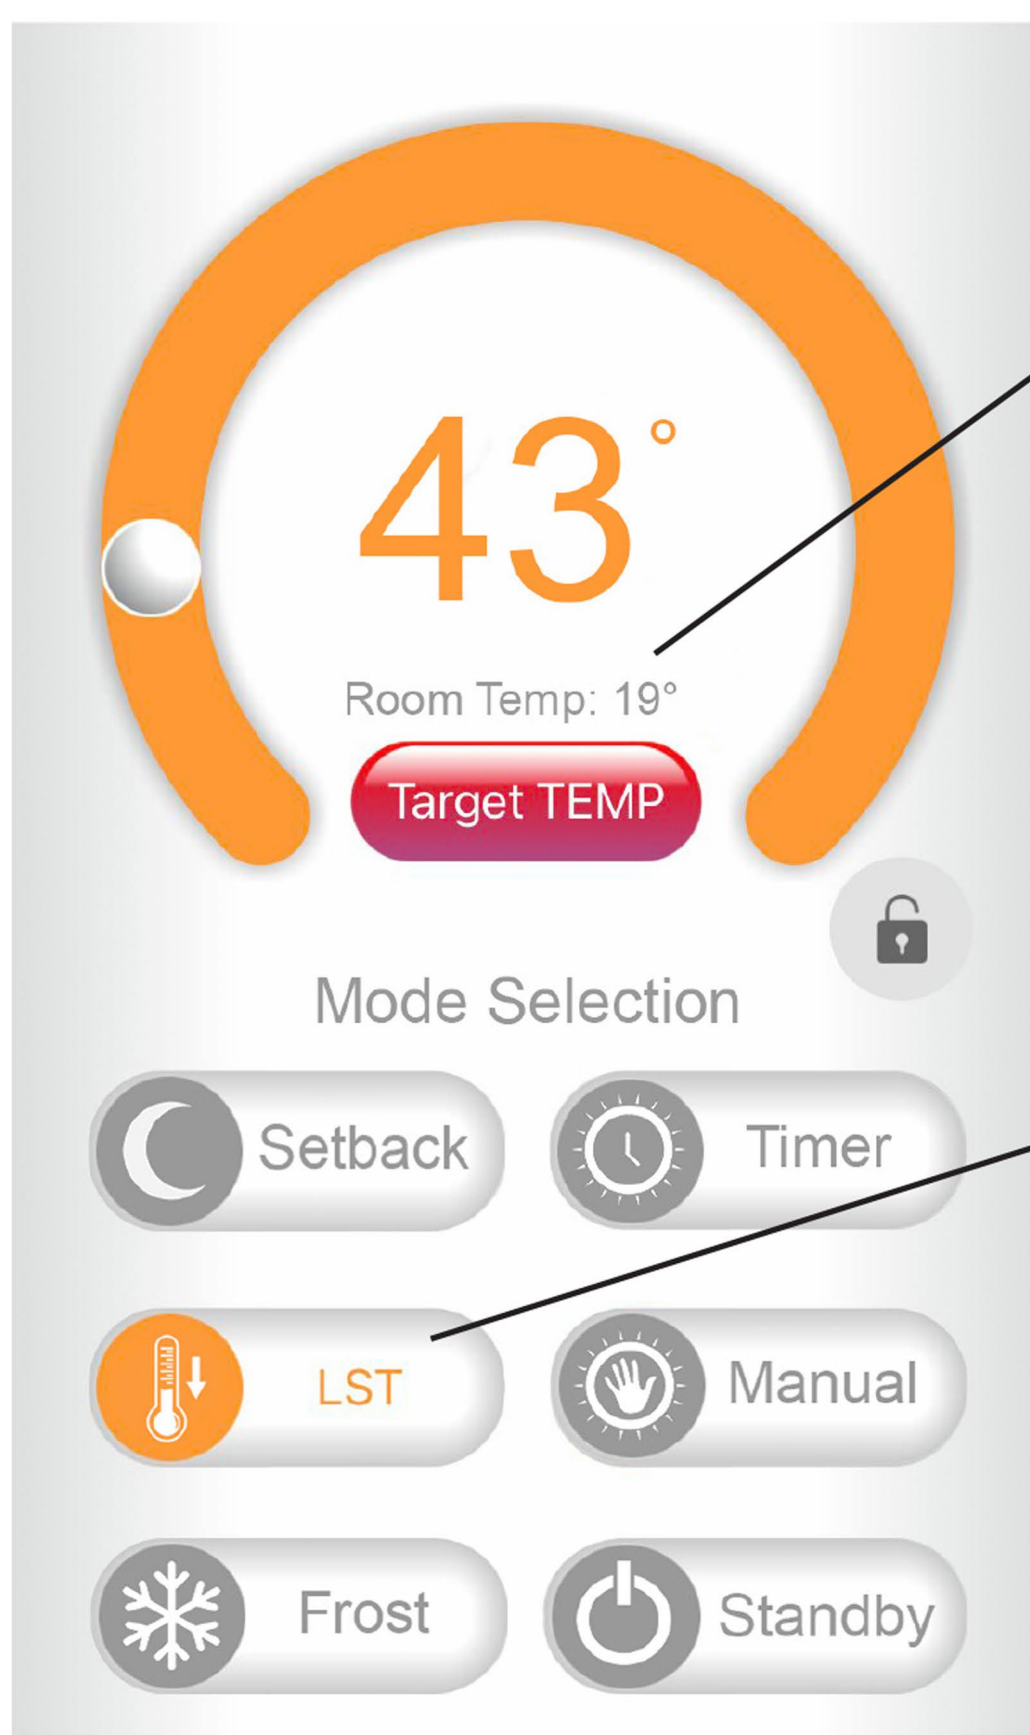 43°
Room Temp: 19°
Target TEMP
Mode Selection
Setback
Timer
LST
Manual
Frost
Standby